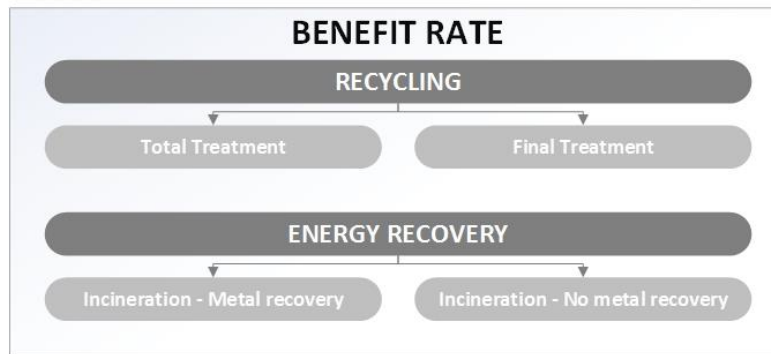 BENEFIT RATE
RECYCLING
Total Treatment
Final Treatment
ENERGY RECOVERY
Incineration - Metal recovery
Incineration - No metal recovery